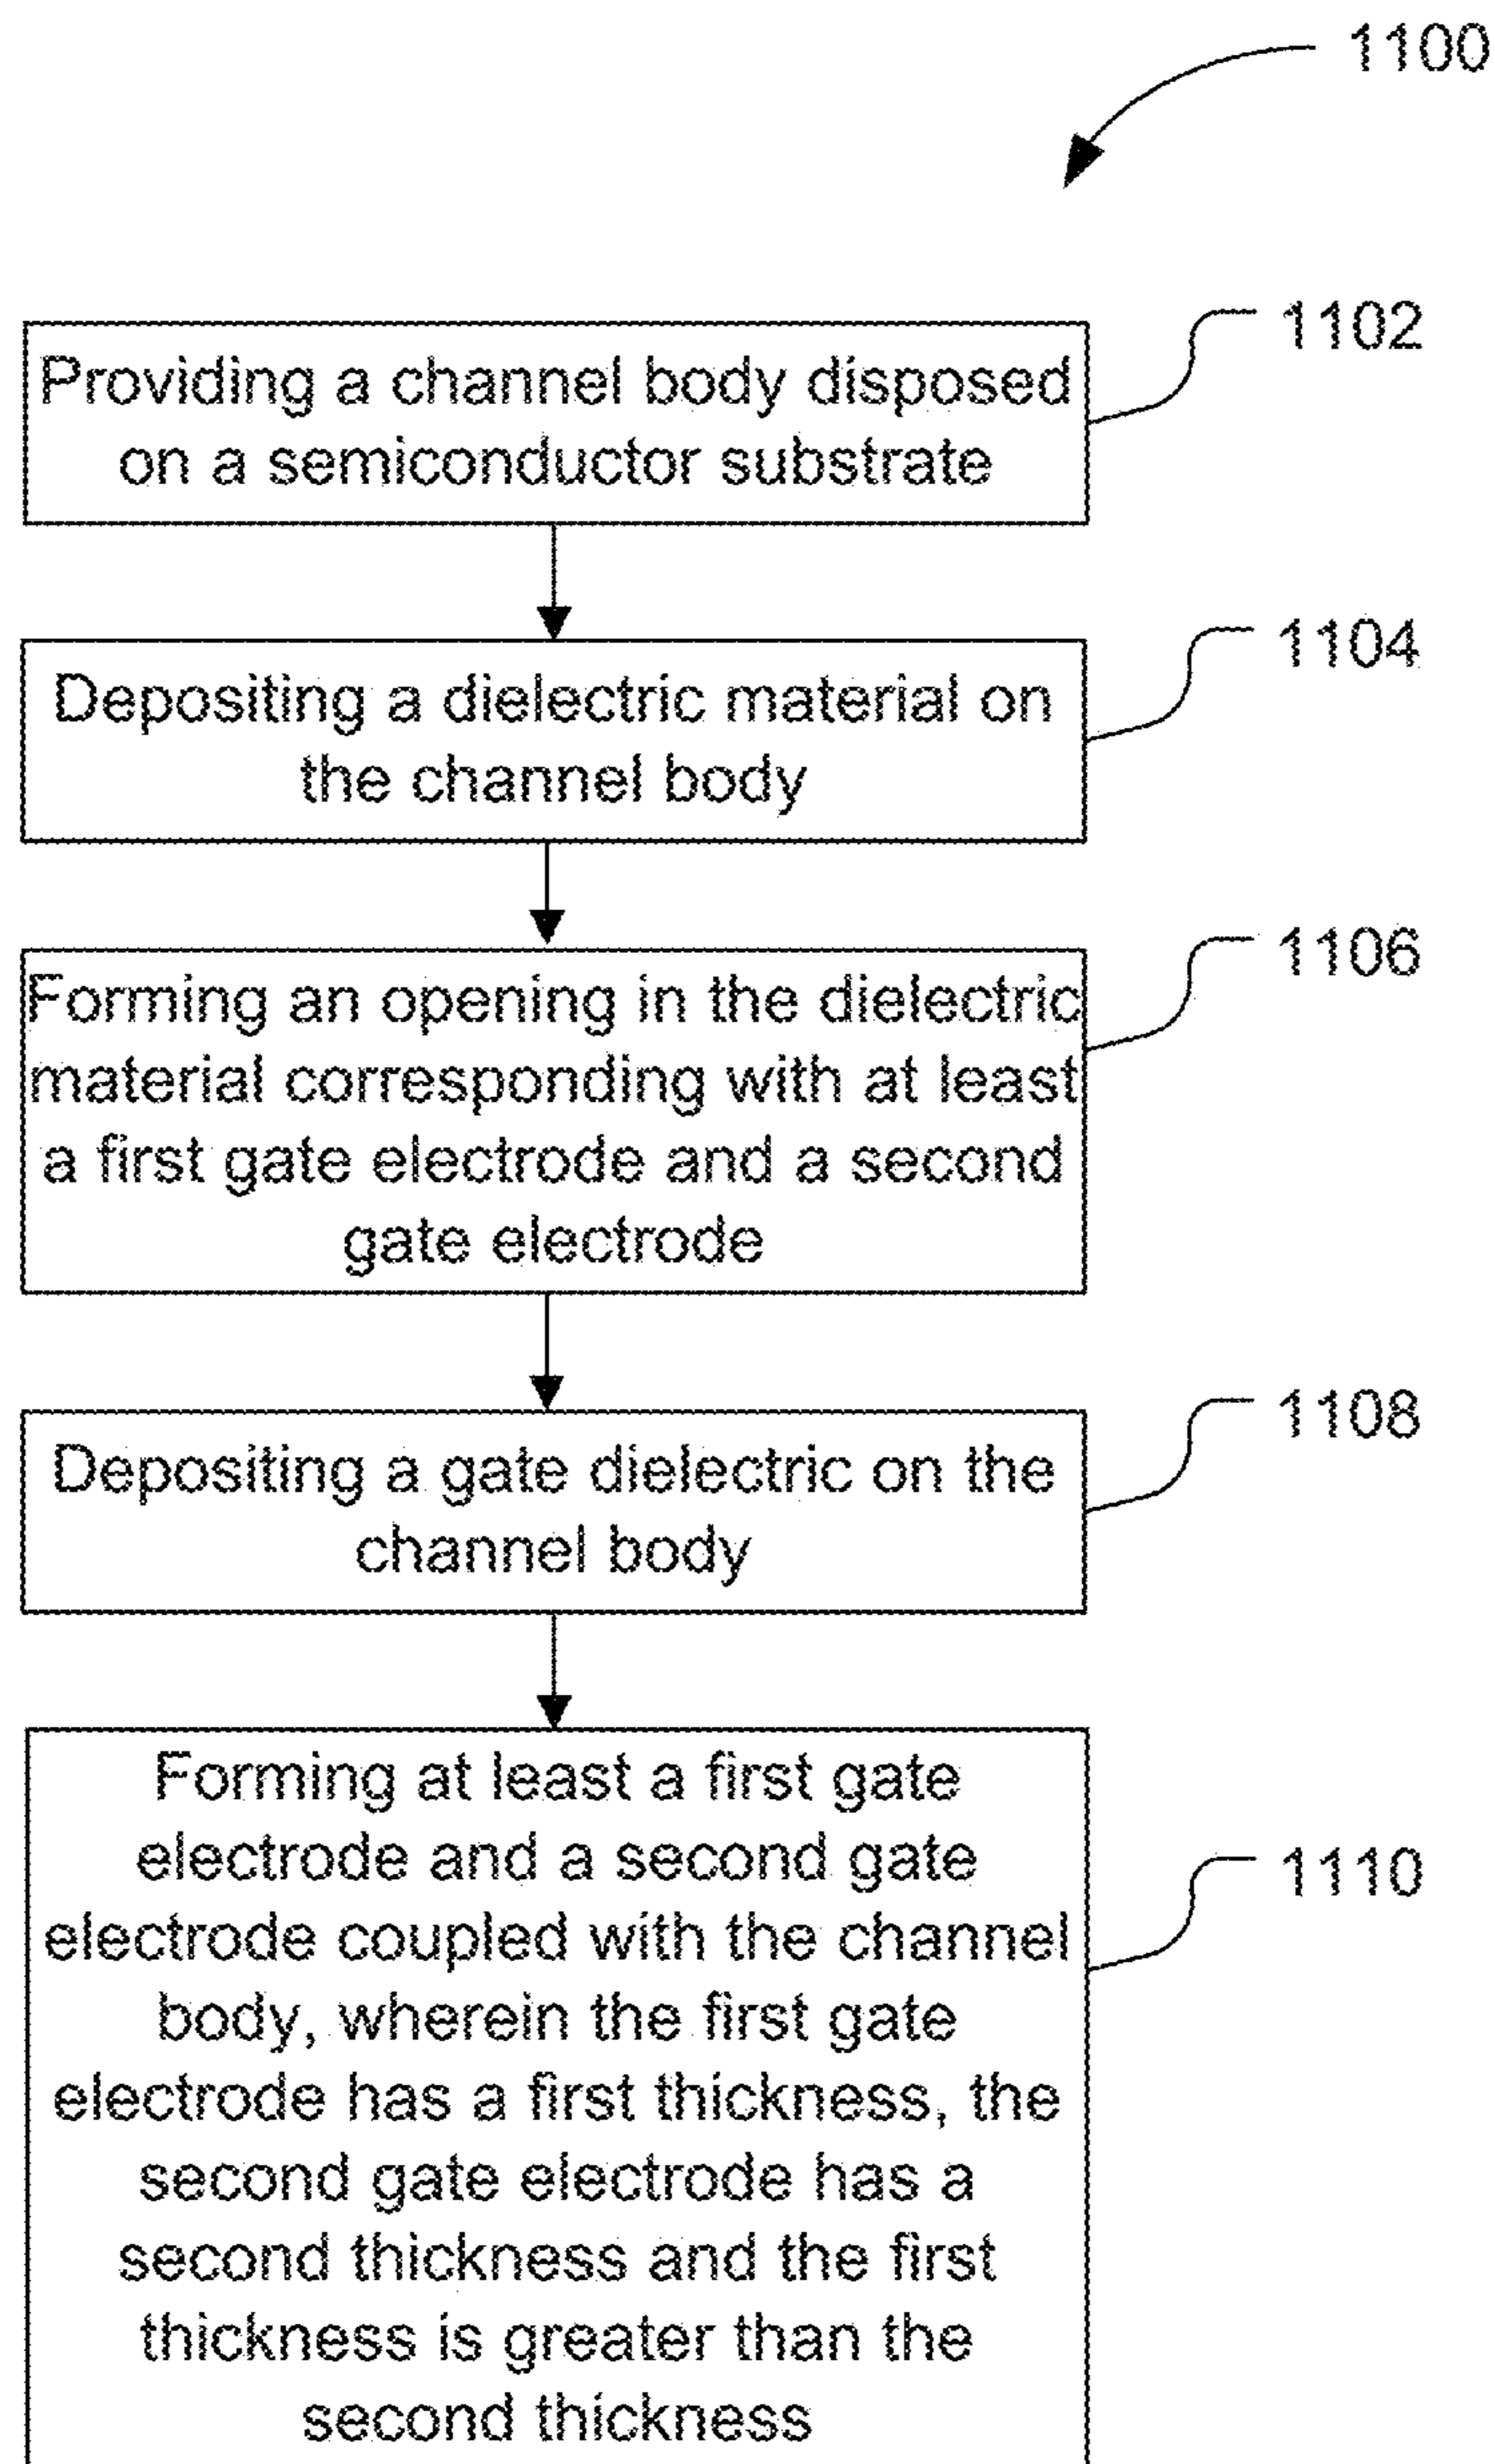 1100
Providing a channel body disposed
on a semiconductor substrate
1102
Depositing a dielectric material on
the channel body
1104
Forming an opening in the dielectric
material corresponding with at least
a first gate electrode and a second
gate electrode
1106
Depositing a gate dielectric on the
channel body
1108
Forming at least a first gate
electrode and a second gate
electrode coupled with the channel
body, wherein the first gate
electrode has a first thickness, the
second gate electrode has a
second thickness and the first
thickness is greater than the
second thickness
1110